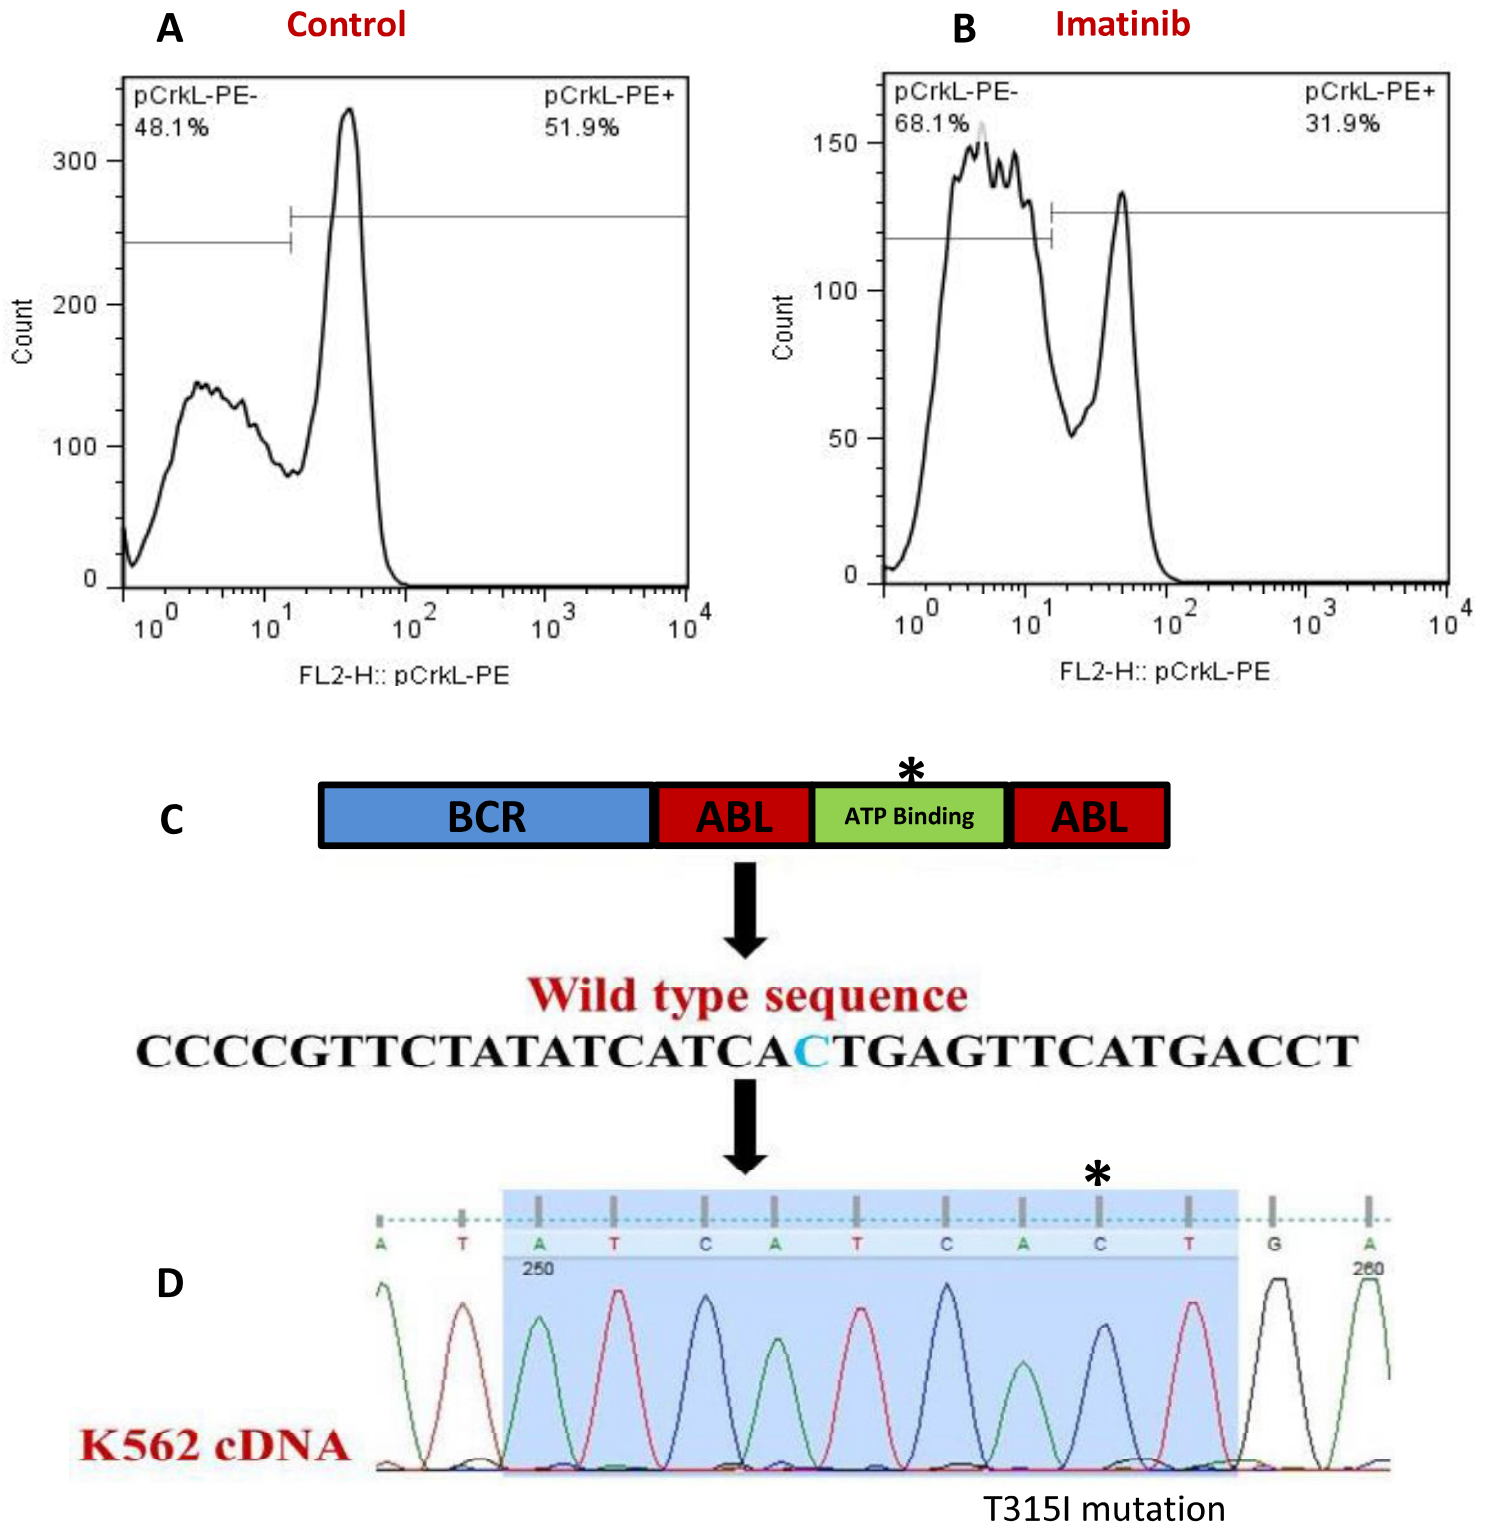 A Control
pCrkL-PE- pCrkL-PE+
48.1% 51.9%
300
200
100
0
Count
10^0 10^1 10^2 10^3 10^4
FL2-H:: pCrkL-PE
B Imatinib
pCrkL-PE- pCrkL-PE+
68.1% 31.9%
150
100
50
0
Count
10^0 10^1 10^2 10^3 10^4
FL2-H:: pCrkL-PE
*
C BCR ABL ATP Binding ABL
Wild type sequence
CCCCGTTCTATATCATCACTGAGTTCATGACCT
*
A T A T C A T C A C T G A
250 260
D
K562 cDNA
T315I mutation